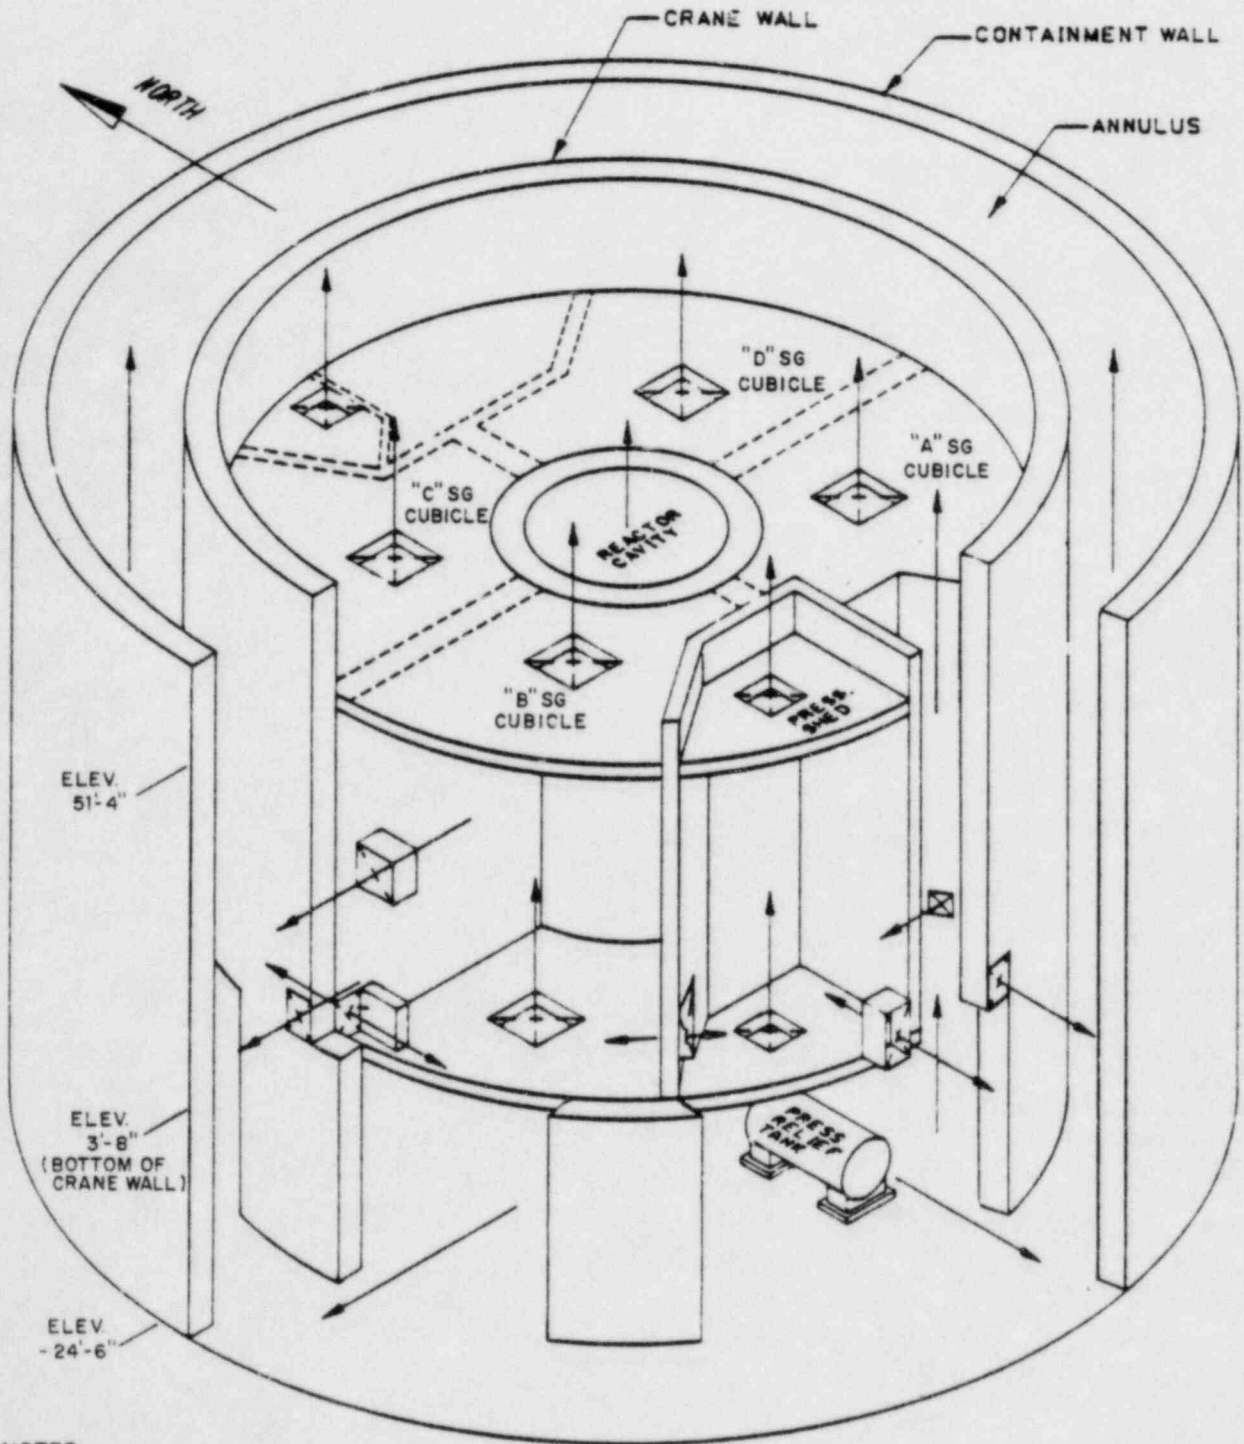 CRANE WALL
CONTAINMENT WALL
NORTH
ANNULUS
"D" SG
CUBICLE
"A" SG
CUBICLE
"C" SG
CUBICLE
REACTOR
CAVITY
"B" SG
CUBICLE
PRESS.
SHED
ELEV.
51'-4"
ELEV.
3'-8"
(BOTTOM OF
CRANE WALL)
PRESS
RELIEF
TANK
ELEV.
-24'-6"